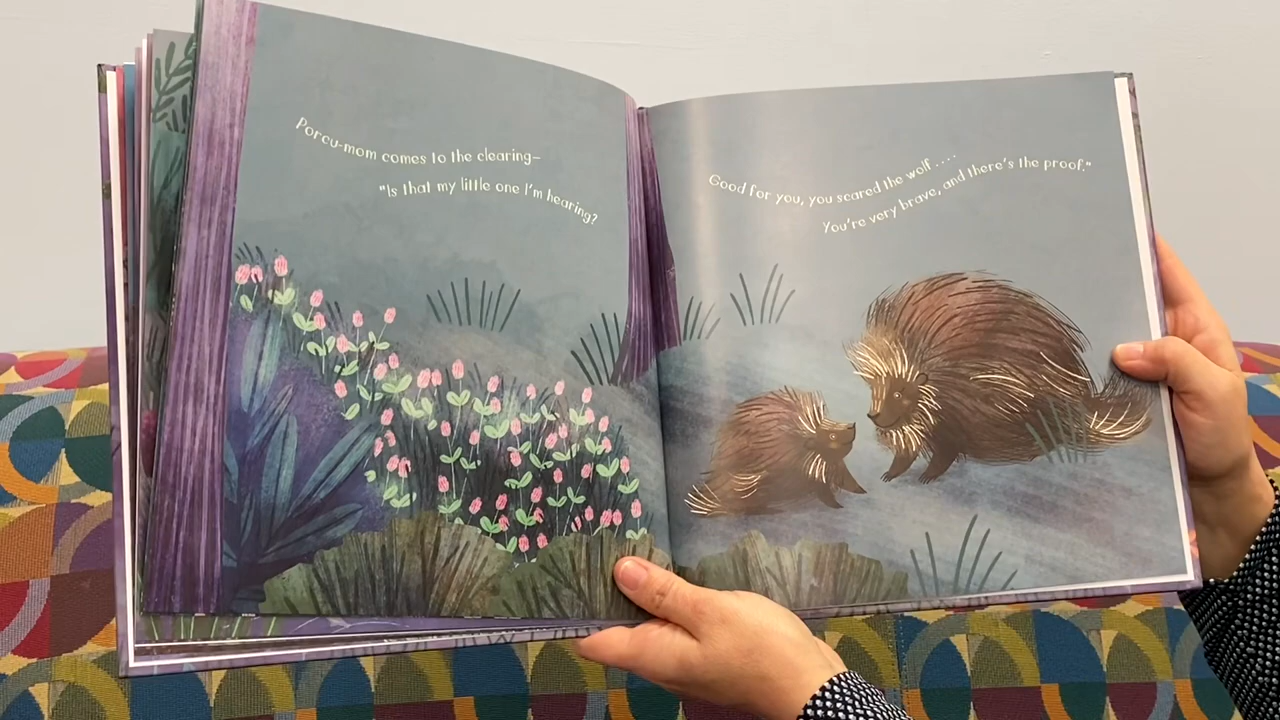 Porcu-mom comes to the clearing—
"Is that my little one I'm hearing?
Good for you, you scared the wolf ....
You're very brave, and there's the proof."